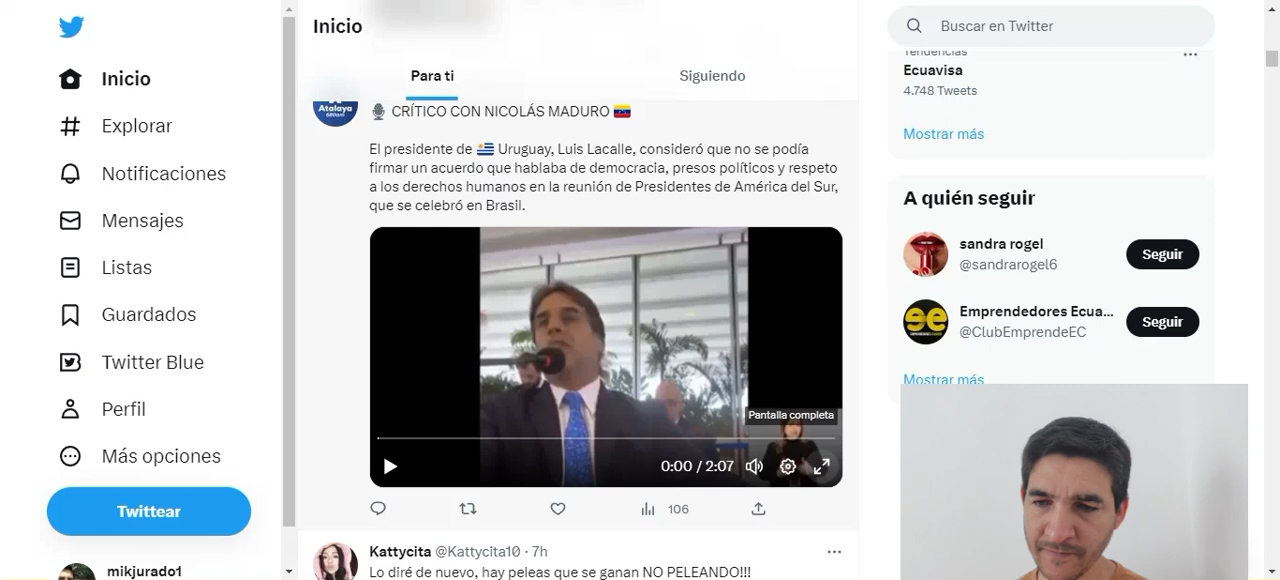 Inicio
Explorar
Notificaciones
Mensajes
Listas
Guardados
Twitter Blue
Perfil
Más opciones
Twittear
mikjurado1
Inicio
Para ti
Siguiendo
Atalaya
680am
CRÍTICO CON NICOLÁS MADURO
El presidente de Uruguay, Luis Lacalle, consideró que no se podía
firmar un acuerdo que hablaba de democracia, presos políticos y respeto
a los derechos humanos en la reunión de Presidentes de América del Sur,
que se celebró en Brasil.
Pantalla completa
0:00 / 2:07
106
Kattycita @Kattycita10 · 7h
Lo diré de nuevo, hay peleas que se ganan NO PELEANDO!!!
Buscar en Twitter
Tendencias
Ecuavisa
4.748 Tweets
Mostrar más
A quién seguir
sandra rogel
@sandrarogel6
Seguir
ee
Emprendedores Ecua...
@ClubEmprendeEC
Seguir
Mostrar más